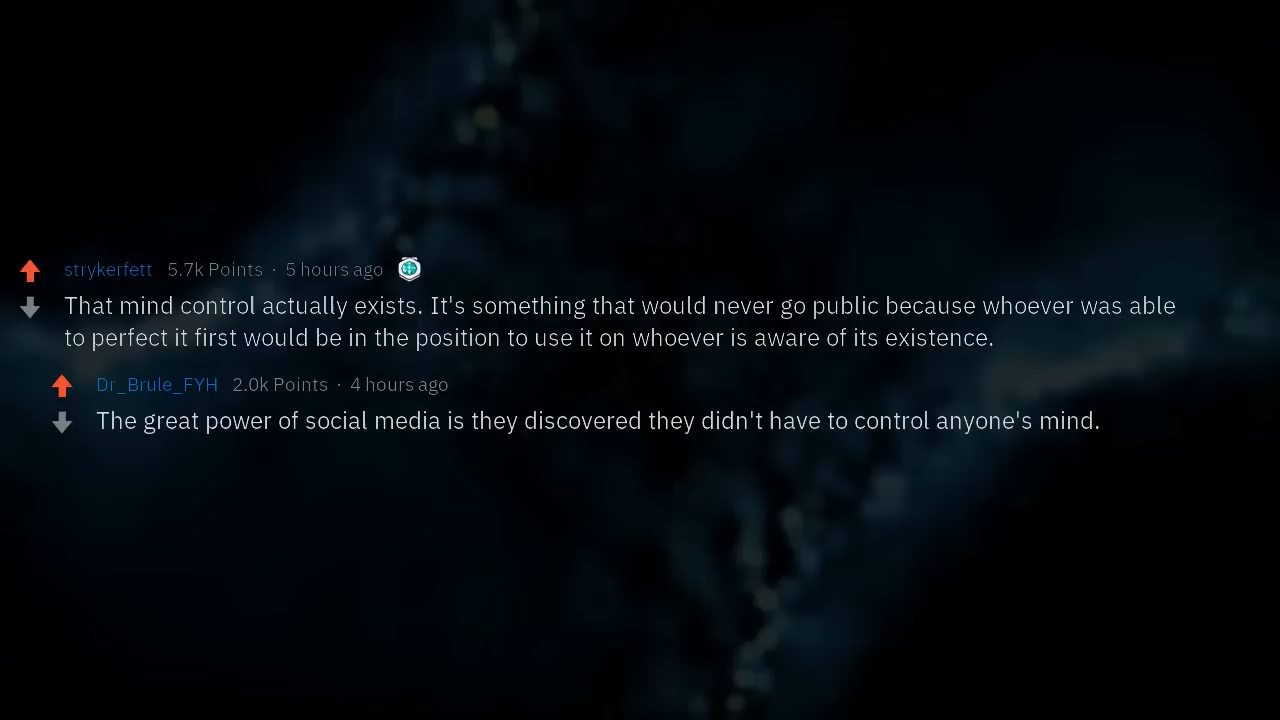 strykerfett 5.7k Points · 5 hours ago
That mind control actually exists. It's something that would never go public because whoever was able
to perfect it first would be in the position to use it on whoever is aware of its existence.
Dr_Brule_FYH 2.0k Points · 4 hours ago
The great power of social media is they discovered they didn't have to control anyone's mind.